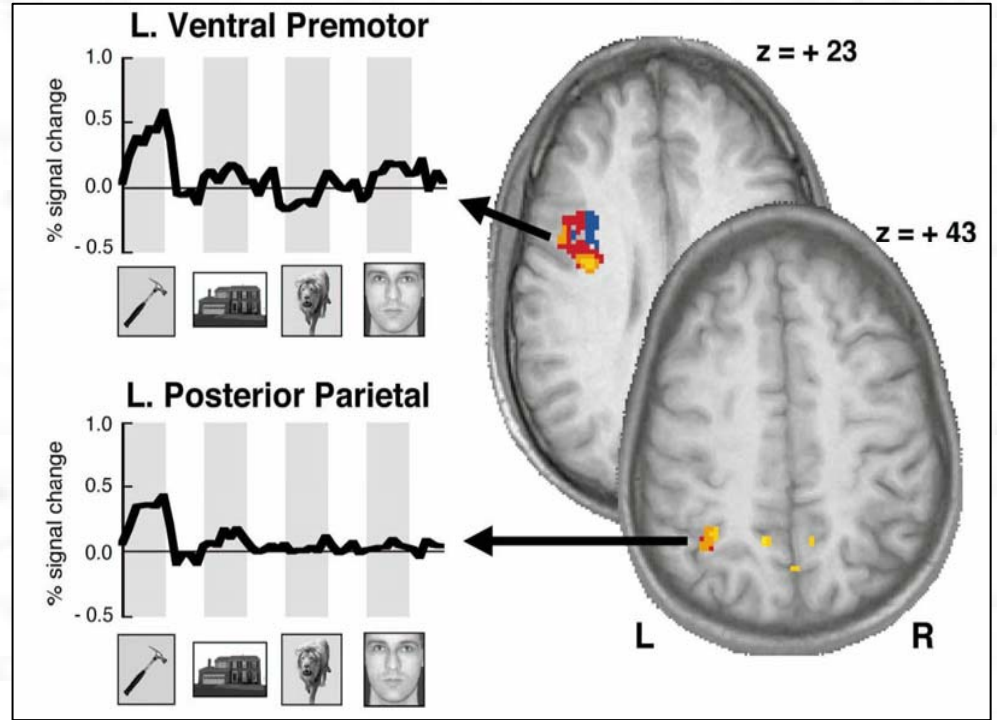 L. Ventral Premotor
% signal change
1.0
0.5
0.0
- 0.5
z = + 23
z = + 43
L. Posterior Parietal
% signal change
1.0
0.5
0.0
- 0.5
L
R